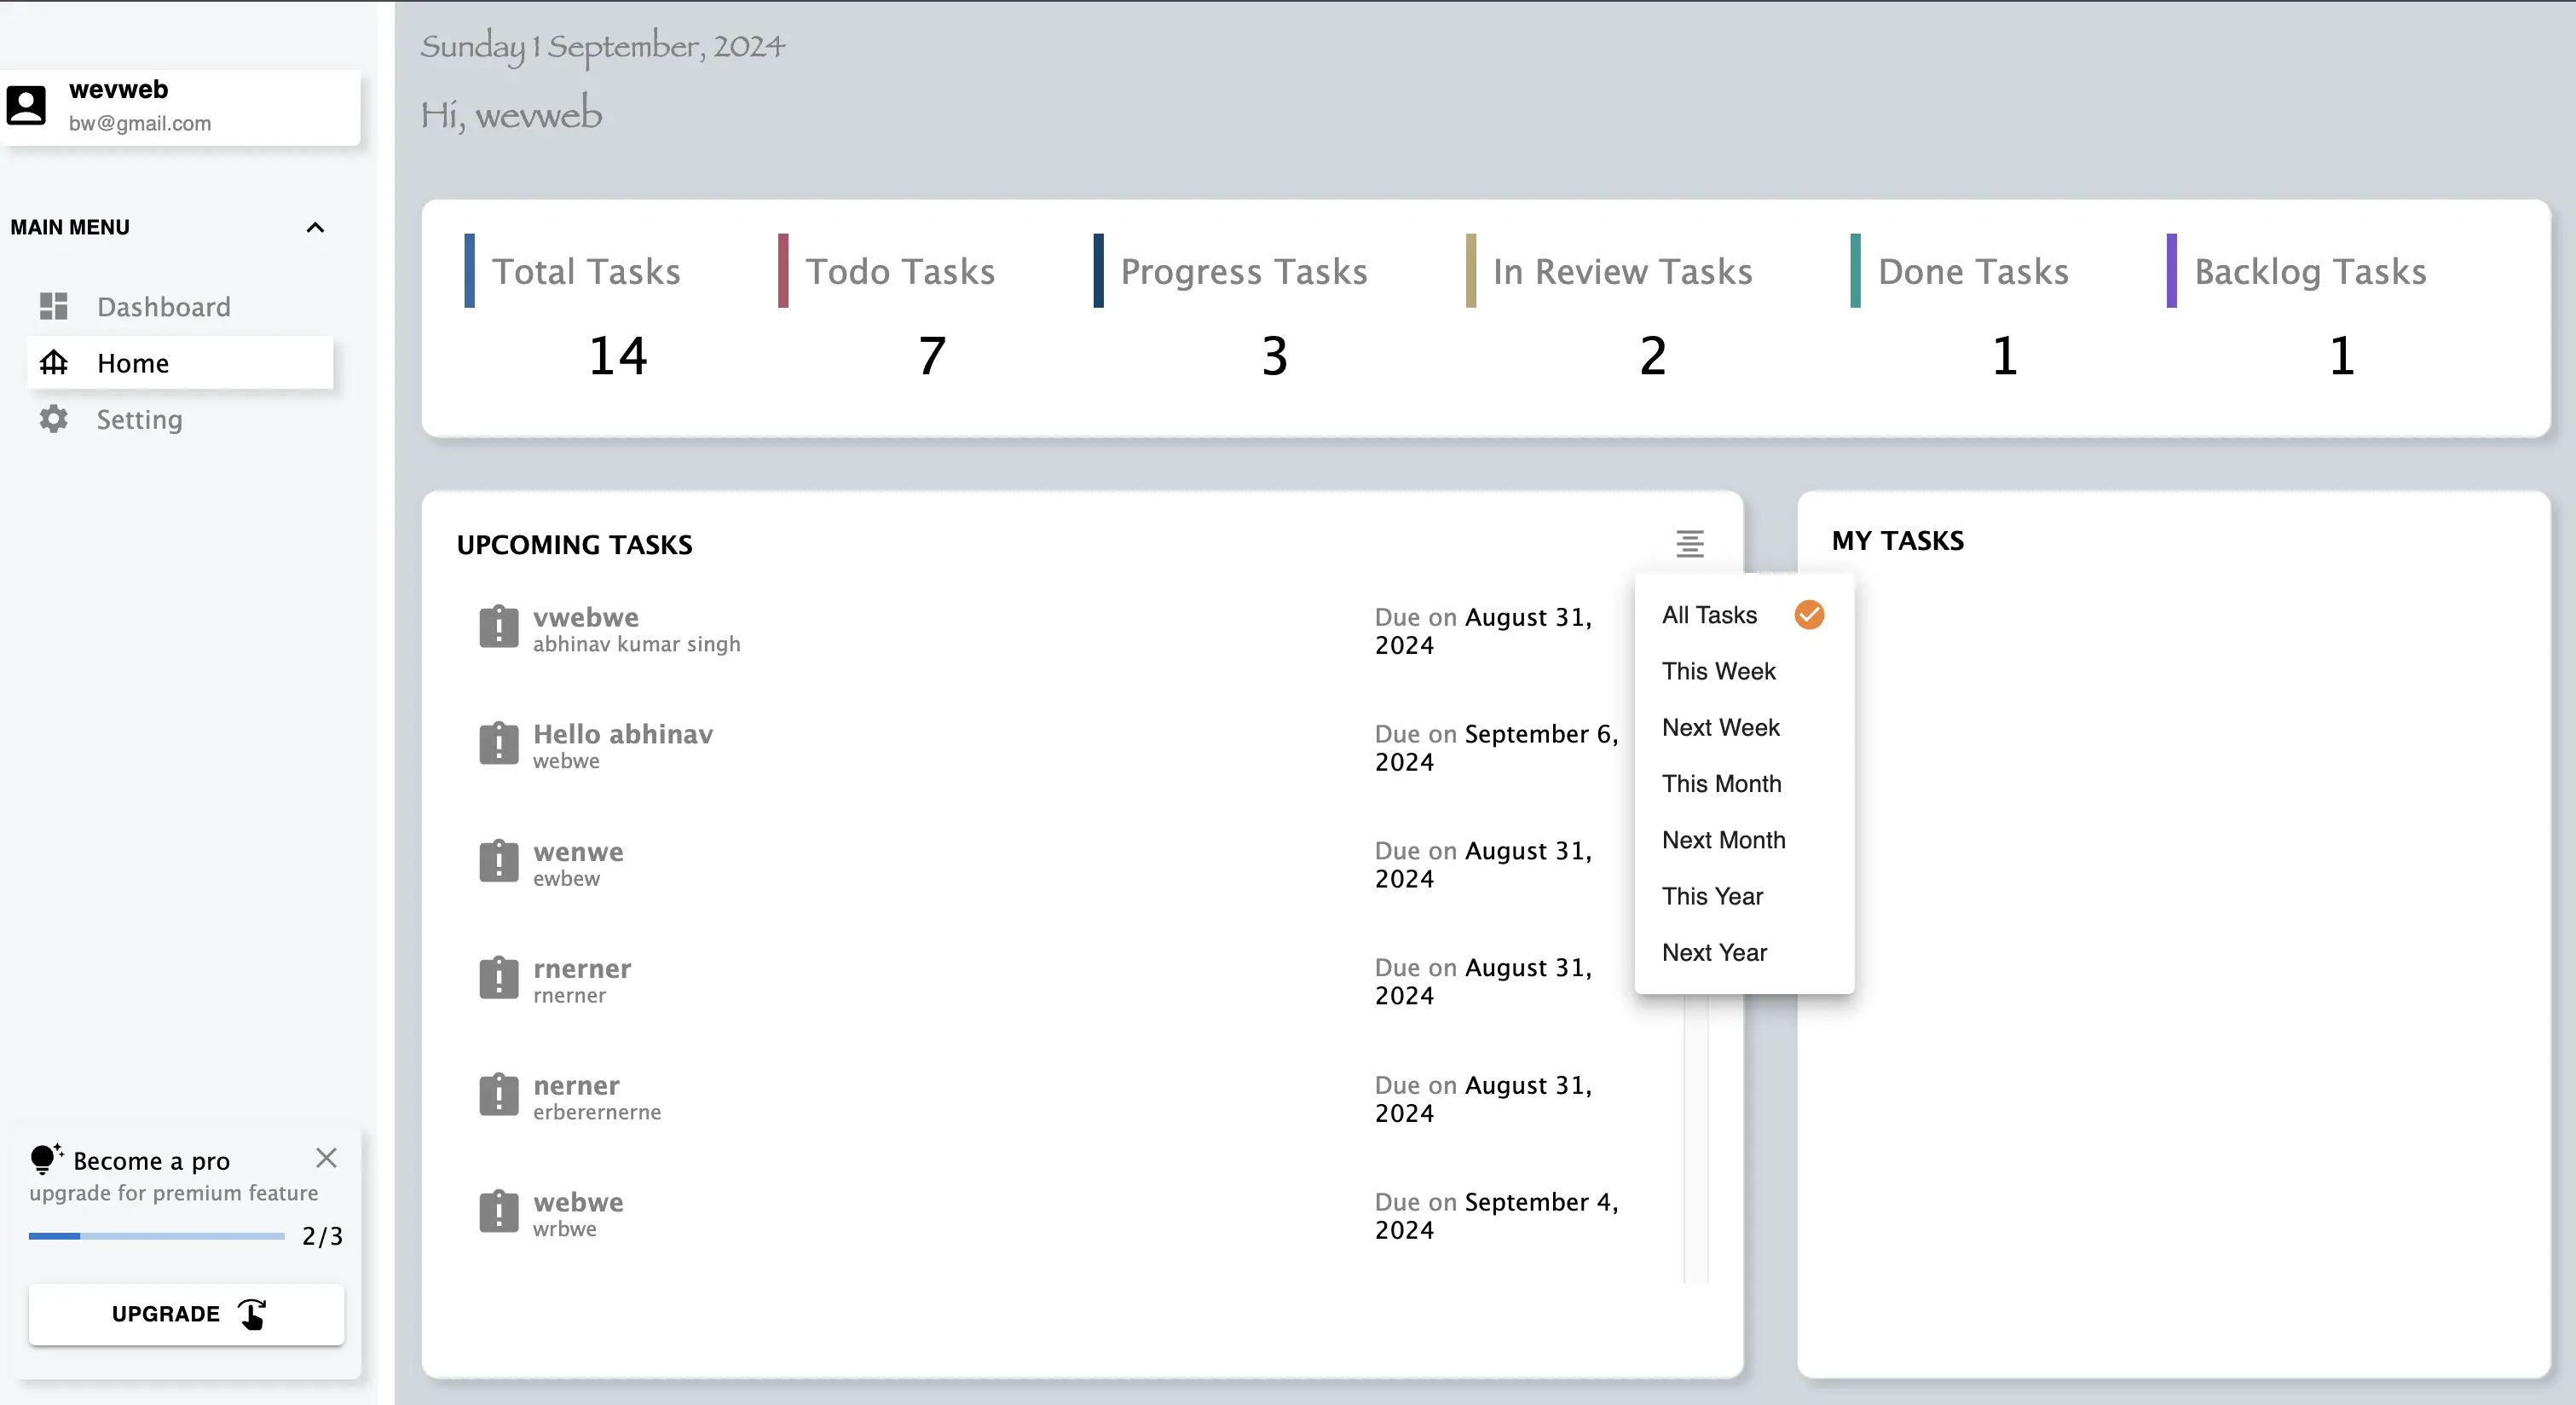 wevweb
bw@gmail.com
MAIN MENU
Dashboard
Home
Setting
Become a pro
upgrade for premium feature
2/3
UPGRADE
Sunday 1 September, 2024
Hi, wevweb
Total Tasks
14
Todo Tasks
7
Progress Tasks
3
In Review Tasks
2
Done Tasks
1
Backlog Tasks
1
UPCOMING TASKS
vwebwe
abhinav kumar singh
Due on August 31,
2024
Hello abhinav
webwe
Due on September 6,
2024
wenwe
ewbew
Due on August 31,
2024
rnerner
rnerner
Due on August 31,
2024
nerner
erberernerne
Due on August 31,
2024
webwe
wrbwe
Due on September 4,
2024
All Tasks
This Week
Next Week
This Month
Next Month
This Year
Next Year
MY TASKS